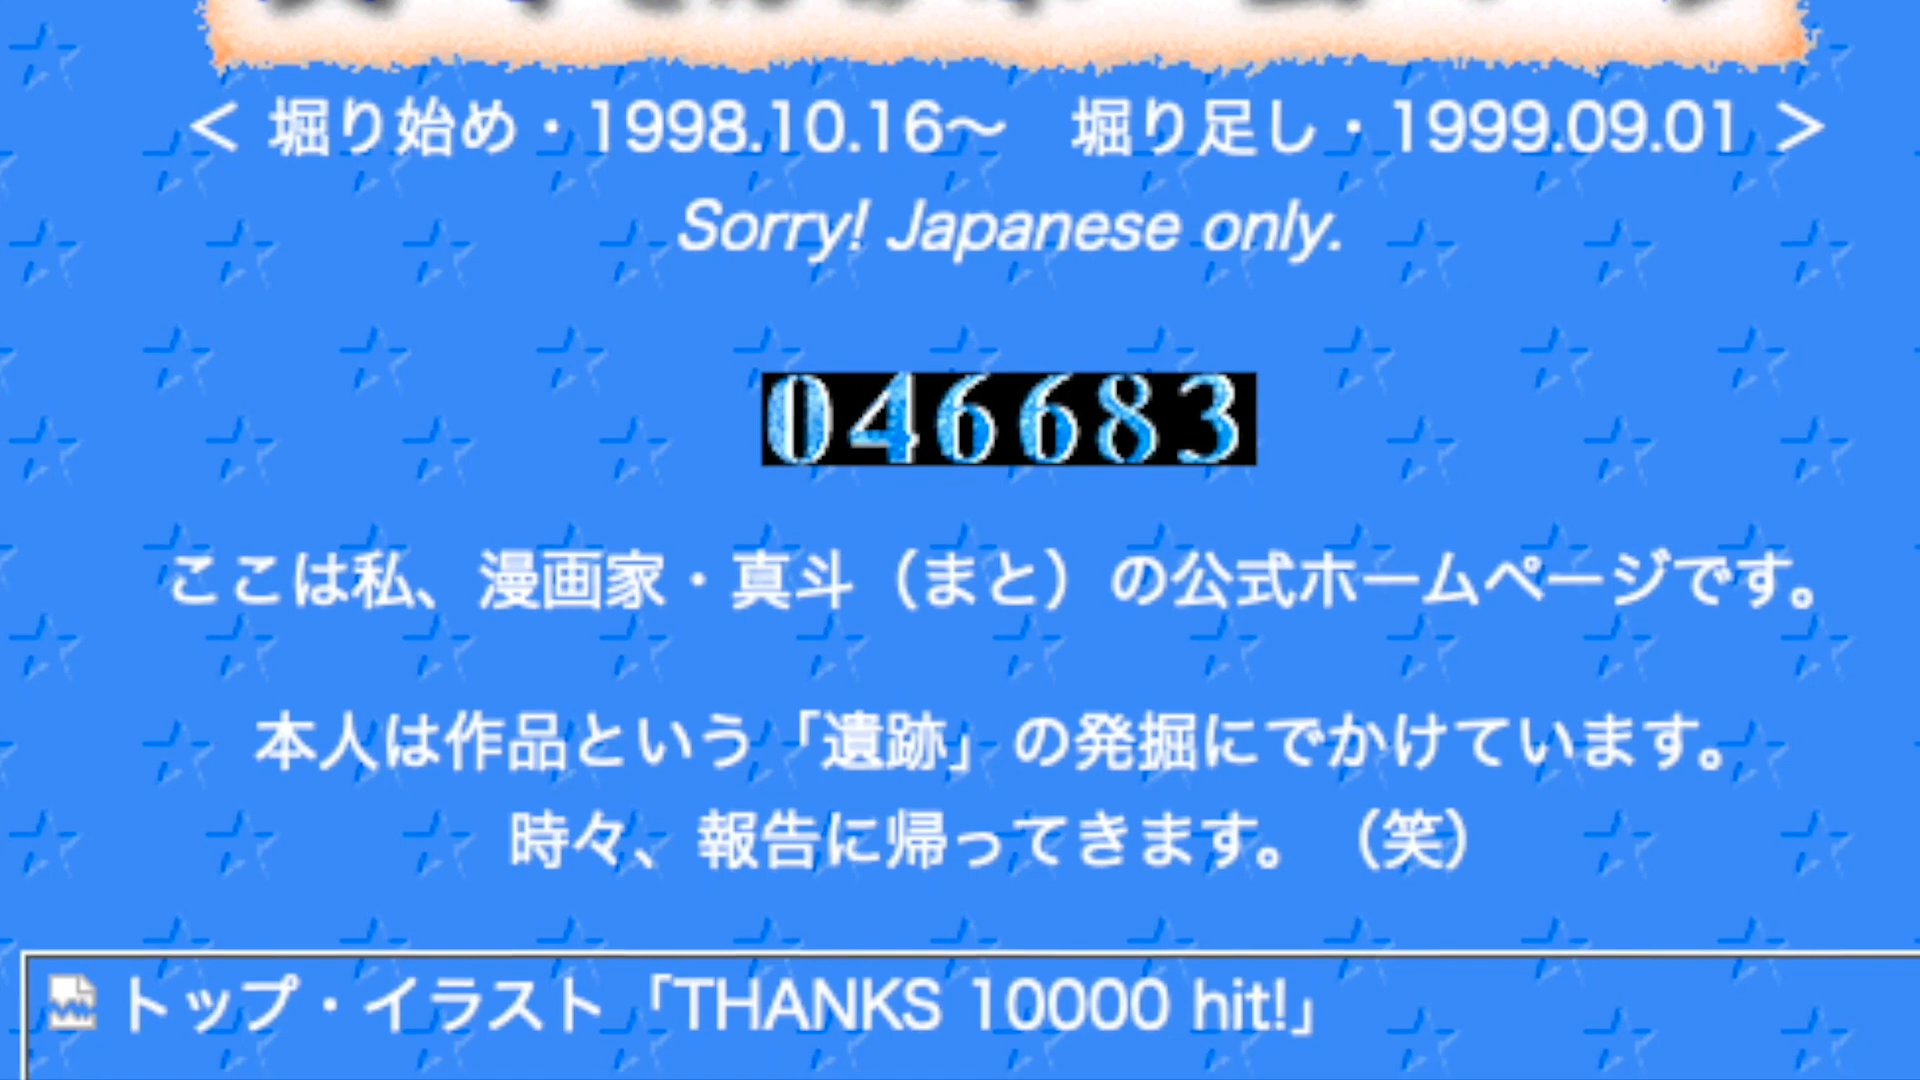 < 堀り始め・1998.10.16～　堀り足し・1999.09.01 >
Sorry! Japanese only.
046683
ここは私、漫画家・真斗（まと）の公式ホームページです。
本人は作品という「遺跡」の発掘にでかけています。
時々、報告に帰ってきます。（笑）
トップ・イラスト「THANKS 10000 hit!」